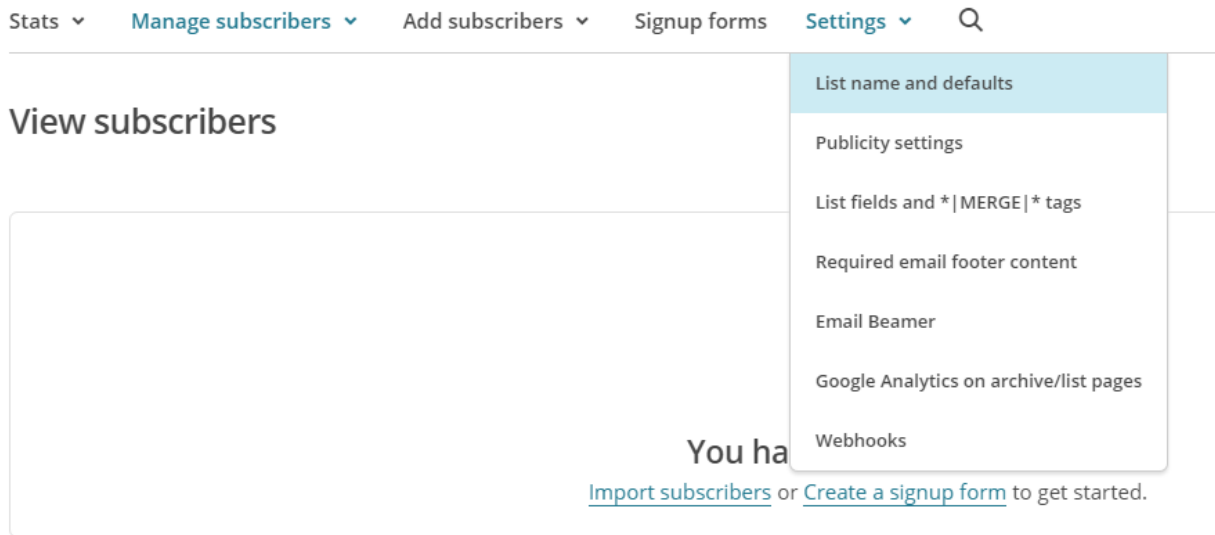 Stats Manage subscribers Add subscribers Signup forms Settings
List name and defaults
View subscribers
Publicity settings
List fields and *|MERGE|* tags
Required email footer content
Email Beamer
Google Analytics on archive/list pages
Webhooks
You ha
Import subscribers or Create a signup form to get started.